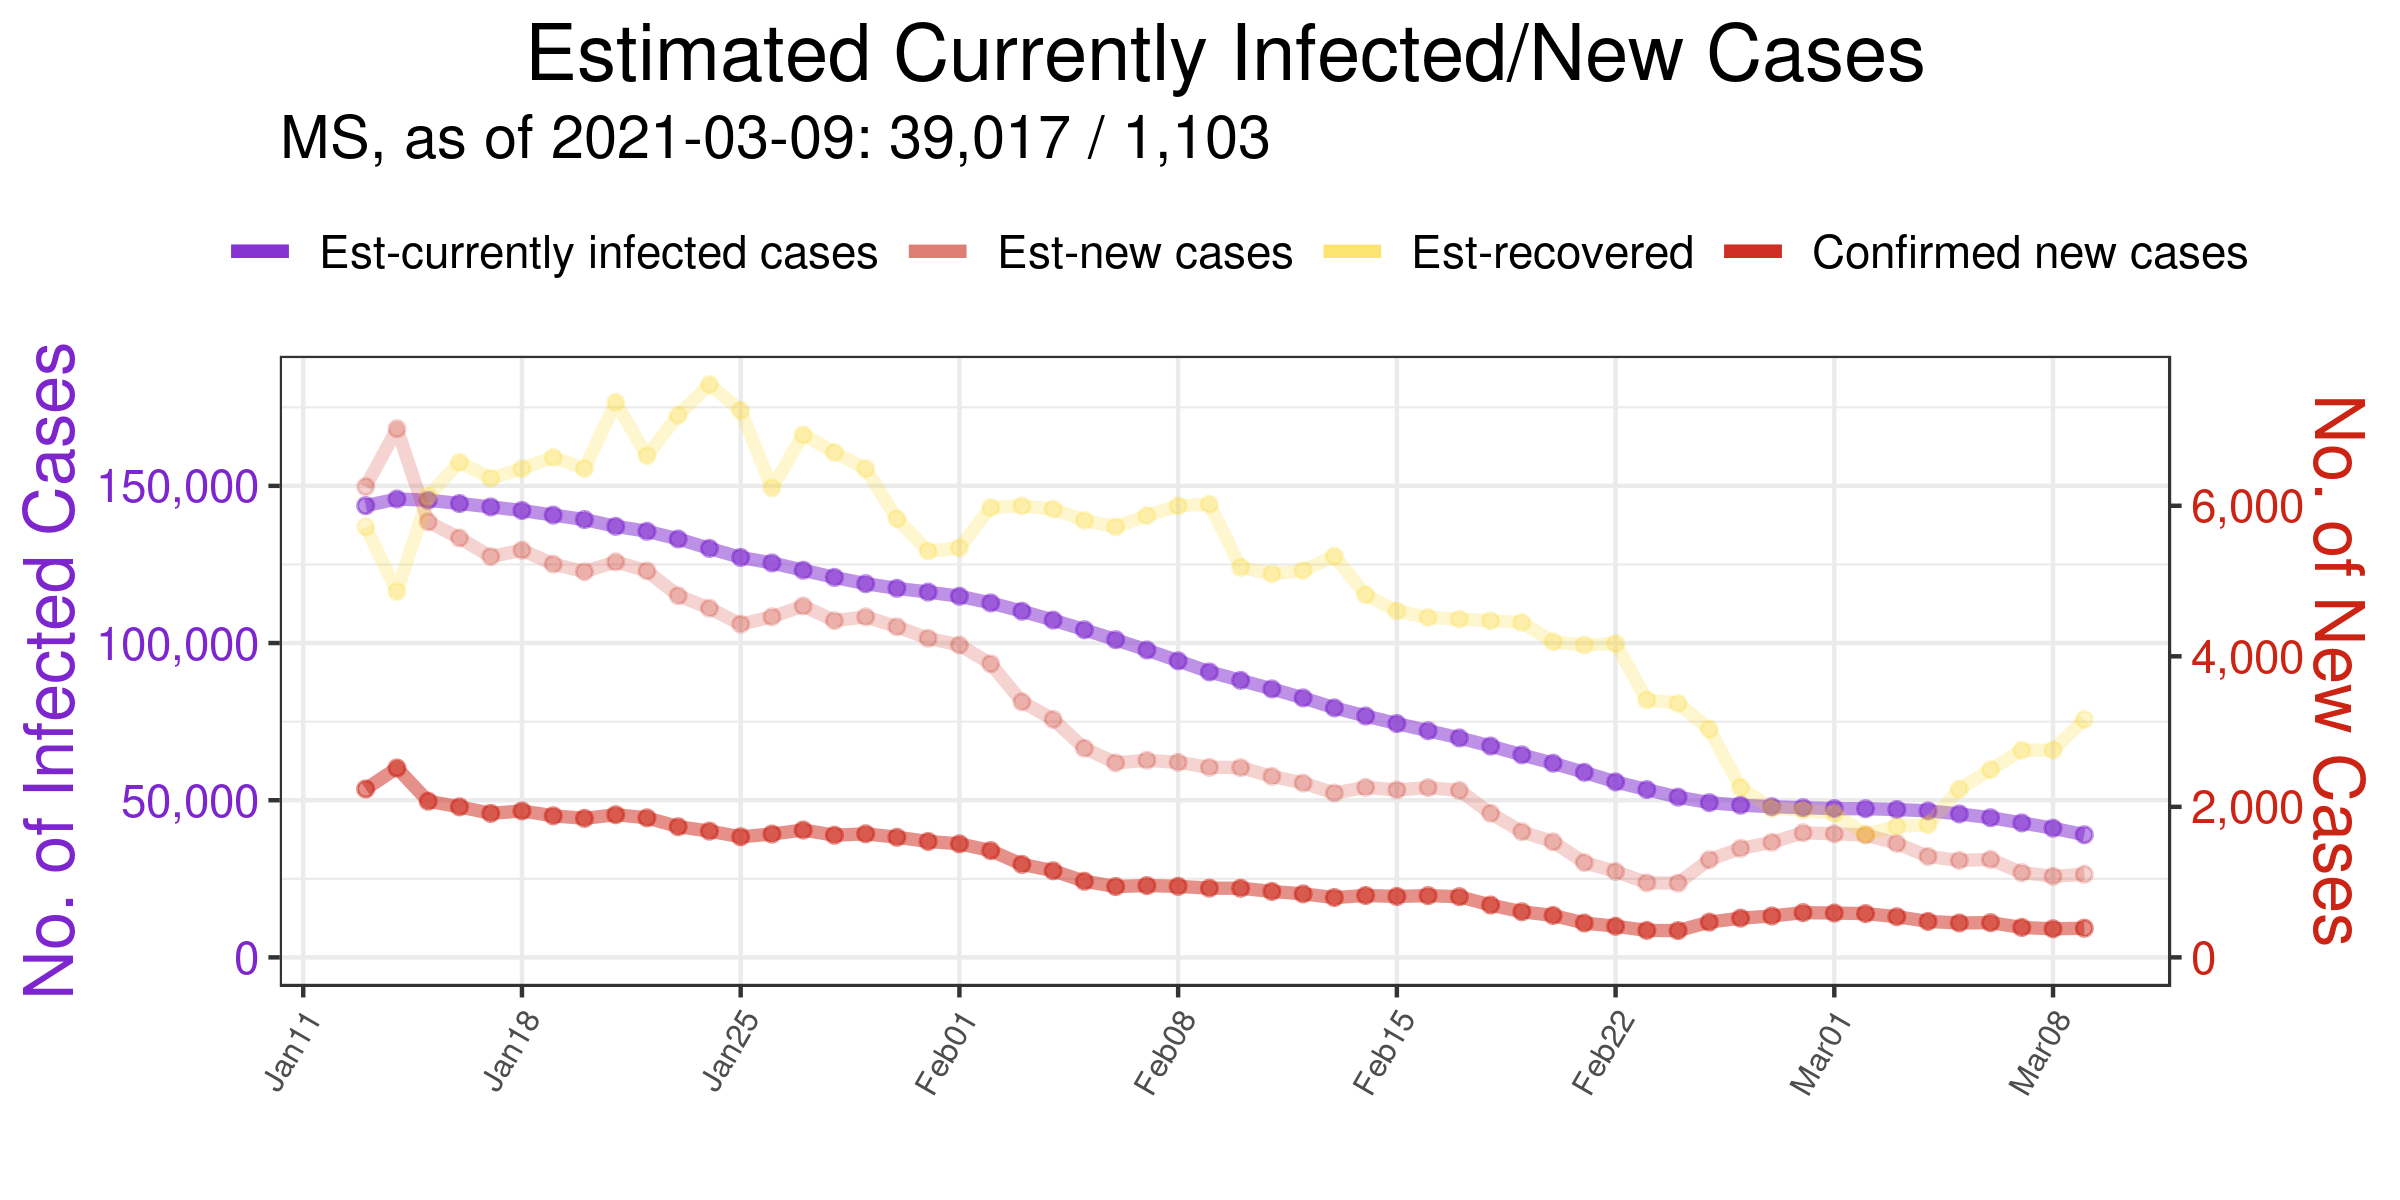 Estimated Currently Infected/New Cases
MS, as of 2021-03-09: 39,017 / 1,103
Est-currently infected cases Est-new cases Est-recovered Confirmed new cases
No. of Infected Cases
150,000
100,000
50,000
0
6,000
4,000
2,000
0
No. of New Cases
Jan11 Jan18 Jan25 Feb01 Feb08 Feb15 Feb22 Mar01 Mar08